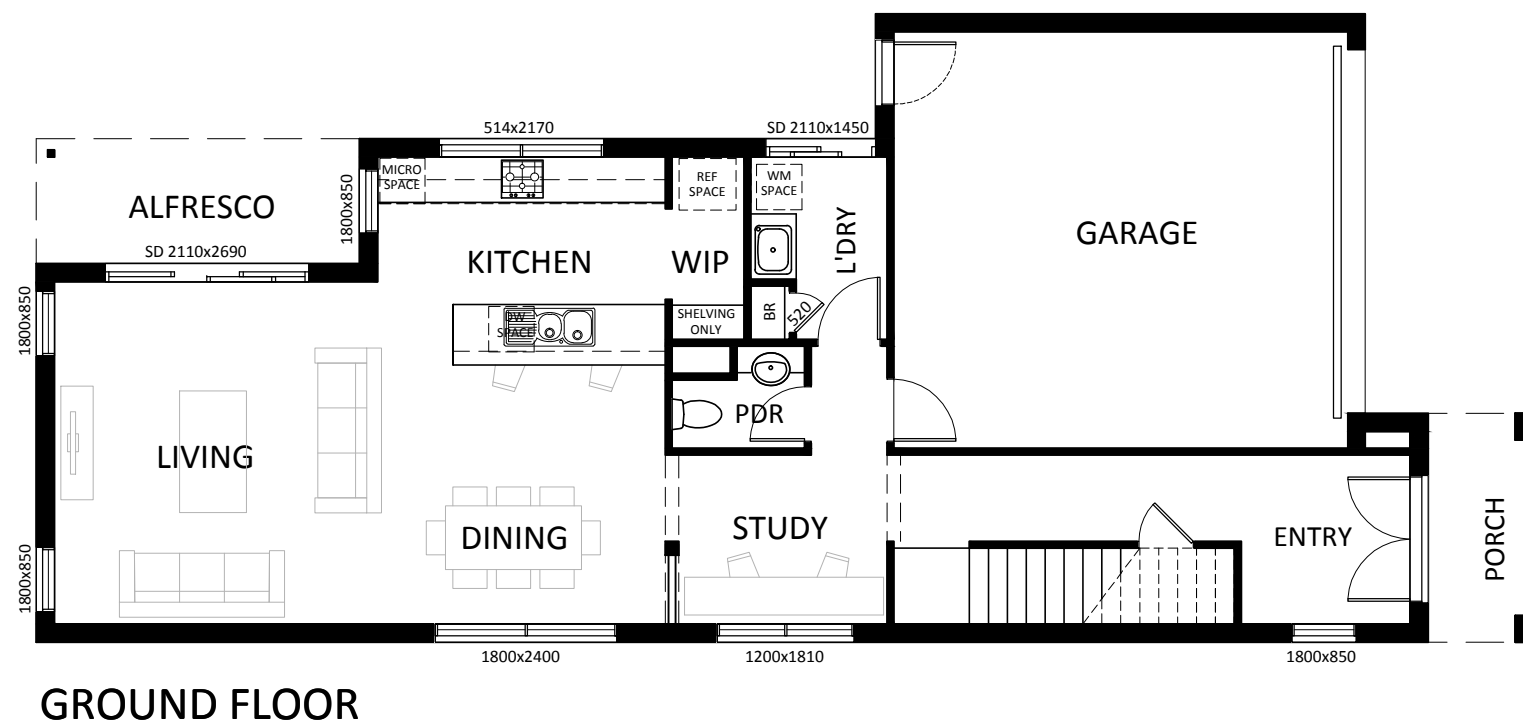 514x2170
SD 2110x1450
MICRO
SPACE
REF
SPACE
WM
SPACE
ALFRESCO
1800x850
L'DRY
GARAGE
SD 2110x2690
KITCHEN
WIP
1800x850
DW
SPACE
SHELVING
ONLY
BR
520
PDR
LIVING
DINING
STUDY
ENTRY
PORCH
1800x850
1800x2400
1200x1810
1800x850
GROUND FLOOR